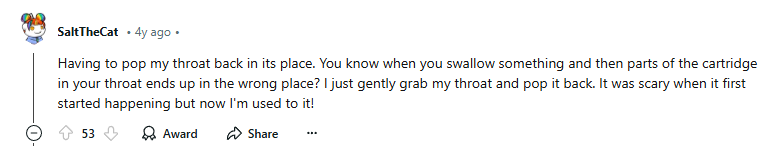 SaltTheCat • 4y ago •
Having to pop my throat back in its place. You know when you swallow something and then parts of the cartridge
in your throat ends up in the wrong place? I just gently grab my throat and pop it back. It was scary when it first
started happening but now I'm used to it!
53 Award Share ...